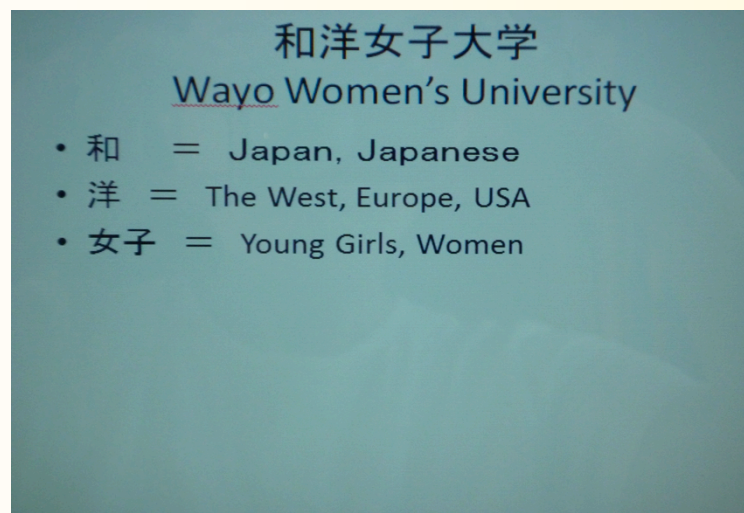 和洋女子大学
Wayo Women's University
• 和 ＝ Japan, Japanese
• 洋 ＝ The West, Europe, USA
• 女子 ＝ Young Girls, Women